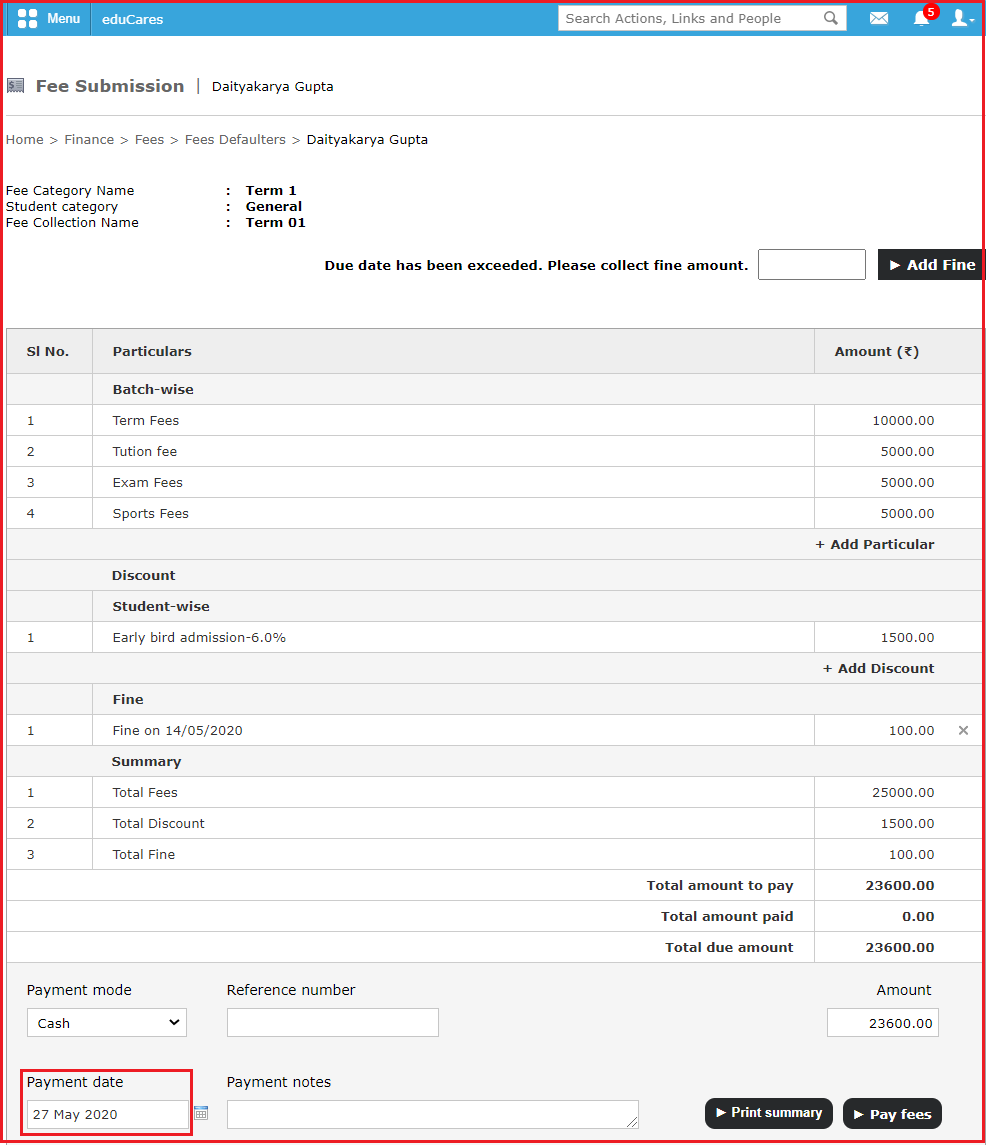 Menu eduCares Search Actions, Links and People 5
Fee Submission | Daityakarya Gupta
Home > Finance > Fees > Fees Defaulters > Daityakarya Gupta
Fee Category Name : Term 1
Student category : General
Fee Collection Name : Term 01
Due date has been exceeded. Please collect fine amount. ► Add Fine
Sl No. Particulars Amount (₹)
Batch-wise
1 Term Fees 10000.00
2 Tution fee 5000.00
3 Exam Fees 5000.00
4 Sports Fees 5000.00
+ Add Particular
Discount
Student-wise
1 Early bird admission-6.0% 1500.00
+ Add Discount
Fine
1 Fine on 14/05/2020 100.00 ✕
Summary
1 Total Fees 25000.00
2 Total Discount 1500.00
3 Total Fine 100.00
Total amount to pay 23600.00
Total amount paid 0.00
Total due amount 23600.00
Payment mode Reference number Amount
Cash 23600.00
Payment date Payment notes
27 May 2020 ► Print summary ► Pay fees